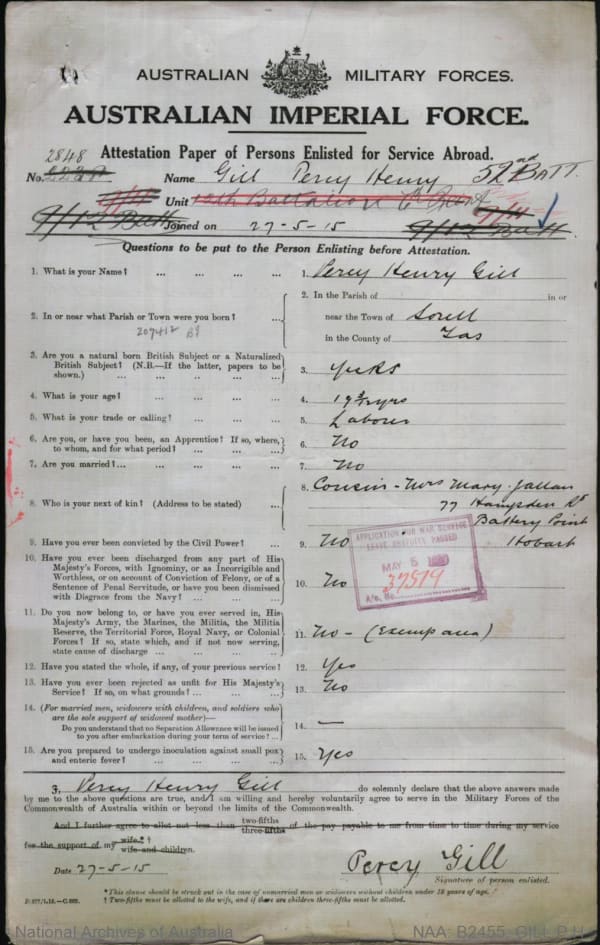 AUSTRALIAN MILITARY FORCES.
AUSTRALIAN IMPERIAL FORCE.
Attestation Paper of Persons Enlisted for Service Abroad.
No. 2848 Name Gill Percy Henry 52nd BATT.
Unit 12th Battalion
9/12 Batt Joined on 27-5-15 9/12 Batt
Questions to be put to the Person Enlisting before Attestation.
1. What is your Name? ... ... ... ... 1. Percy Henry Gill
2. In or near what Parish or Town were you born? ... 2. In the Parish of in or
near the Town of Sorell
in the County of Tas
3. Are you a natural born British Subject or a Naturalized
British Subject? (N.B.—If the latter, papers to be
shown.) ... ... ... ... 3. yes
4. What is your age? ... ... ... ... 4. 19 yrs
5. What is your trade or calling? ... ... ... 5. Labourer
6. Are you, or have you been, an Apprentice? If so, where,
to whom, and for what period? ... ... ... 6. No
7. Are you married?... ... ... ... ... 7. No
8. Who is your next of kin? (Address to be stated) ... 8. Cousin - Mrs Mary
77 Hampden Rd
Battery Point
Hobart
9. Have you ever been convicted by the Civil Power? ... 9. No
10. Have you ever been discharged from any part of His
Majesty's Forces, with Ignominy, or as Incorrigible and
Worthless, or on account of Conviction of Felony, or of a
Sentence of Penal Servitude, or have you been dismissed
with Disgrace from the Navy? ... ... ... 10. No
APPLICATION FOR WAR SERVICE
LEAVE GRATUITY PASSED
MAY 5
37579
A/c. No.
11. Do you now belong to, or have you ever served in, His
Majesty's Army, the Marines, the Militia, the Militia
Reserve, the Territorial Force, Royal Navy, or Colonial
Forces? If so, state which, and if not now serving,
state cause of discharge ... ... ... ... 11. No - (Exemp area)
12. Have you stated the whole, if any, of your previous service? 12. Yes
13. Have you ever been rejected as unfit for His Majesty's
Service? If so, on what grounds? ... ... ... 13. No
14. (For married men, widowers with children, and soldiers who
are the sole support of widowed mother)—
Do you understand that no Separation Allowance will be issued
to you after embarkation during your term of service? ... 14. —
15. Are you prepared to undergo inoculation against small pox
and enteric fever? ... ... ... ... 15. Yes
I, Percy Henry Gill do solemnly declare that the above answers made
by me to the above questions are true, and I am willing and hereby voluntarily agree to serve in the Military Forces of the
Commonwealth of Australia within or beyond the limits of the Commonwealth.
And I further agree to allot not less than two-fifths three-fifths of the pay payable to me from time to time during my service
for the support of my wife* † wife and children.
Date 27-5-15 Percy Gill
Signature of person enlisted.
* This clause should be struck out in the case of unmarried men or widowers without children under 18 years of age.
† Two-fifths must be allotted to the wife, and if there are children three-fifths must be allotted.
National Archives of Australia NAA: B2455, GILL P H